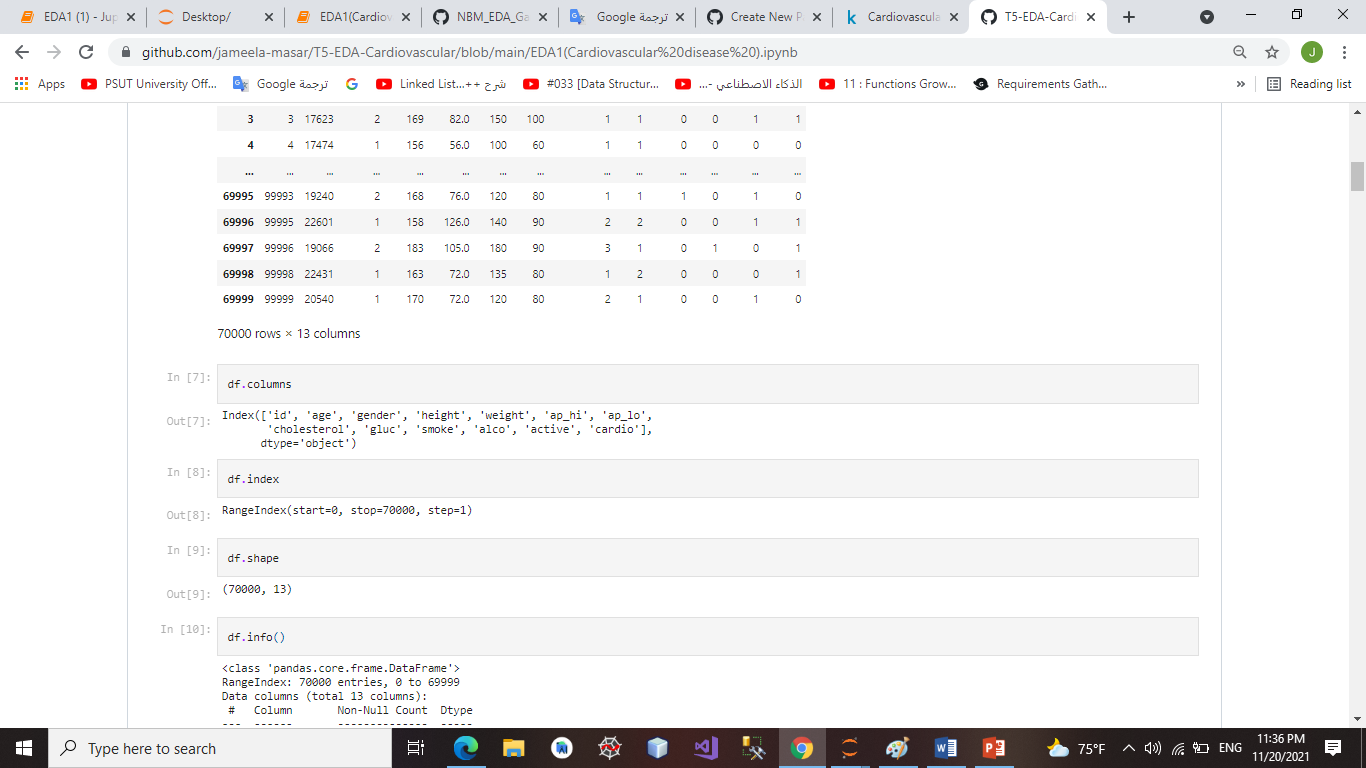 EDA1 (1) - Jup
Desktop/
EDA1(Cardiov
NBM_EDA_Ga
ترجمة Google
Create New P
Cardiovascula
T5-EDA-Cardi
github.com/jameela-masar/T5-EDA-Cardiovascular/blob/main/EDA1(Cardiovascular%20disease%20).ipynb
J
Apps
PSUT University Off...
ترجمة Google
Linked List...++ شرح
#033 [Data Structur...
الذكاء الاصطناعي -...
11 : Functions Grow...
Requirements Gath...
»
Reading list
3 3 17623 2 169 82.0 150 100 1 1 0 0 1 1
4 4 17474 1 156 56.0 100 60 1 1 0 0 0 0
... ... ... ... ... ... ... ... ... ... ... ... ... ...
69995 99993 19240 2 168 76.0 120 80 1 1 1 0 1 0
69996 99995 22601 1 158 126.0 140 90 2 2 0 0 1 1
69997 99996 19066 2 183 105.0 180 90 3 1 0 1 0 1
69998 99998 22431 1 163 72.0 135 80 1 2 0 0 0 1
69999 99999 20540 1 170 72.0 120 80 2 1 0 0 1 0
70000 rows × 13 columns
In [7]:
df.columns
Out[7]:
Index(['id', 'age', 'gender', 'height', 'weight', 'ap_hi', 'ap_lo',
'cholesterol', 'gluc', 'smoke', 'alco', 'active', 'cardio'],
dtype='object')
In [8]:
df.index
Out[8]:
RangeIndex(start=0, stop=70000, step=1)
In [9]:
df.shape
Out[9]:
(70000, 13)
In [10]:
df.info()
<class 'pandas.core.frame.DataFrame'>
RangeIndex: 70000 entries, 0 to 69999
Data columns (total 13 columns):
# Column Non-Null Count Dtype
--- ------ -------------- -----
Type here to search
75°F
ENG
11:36 PM
11/20/2021